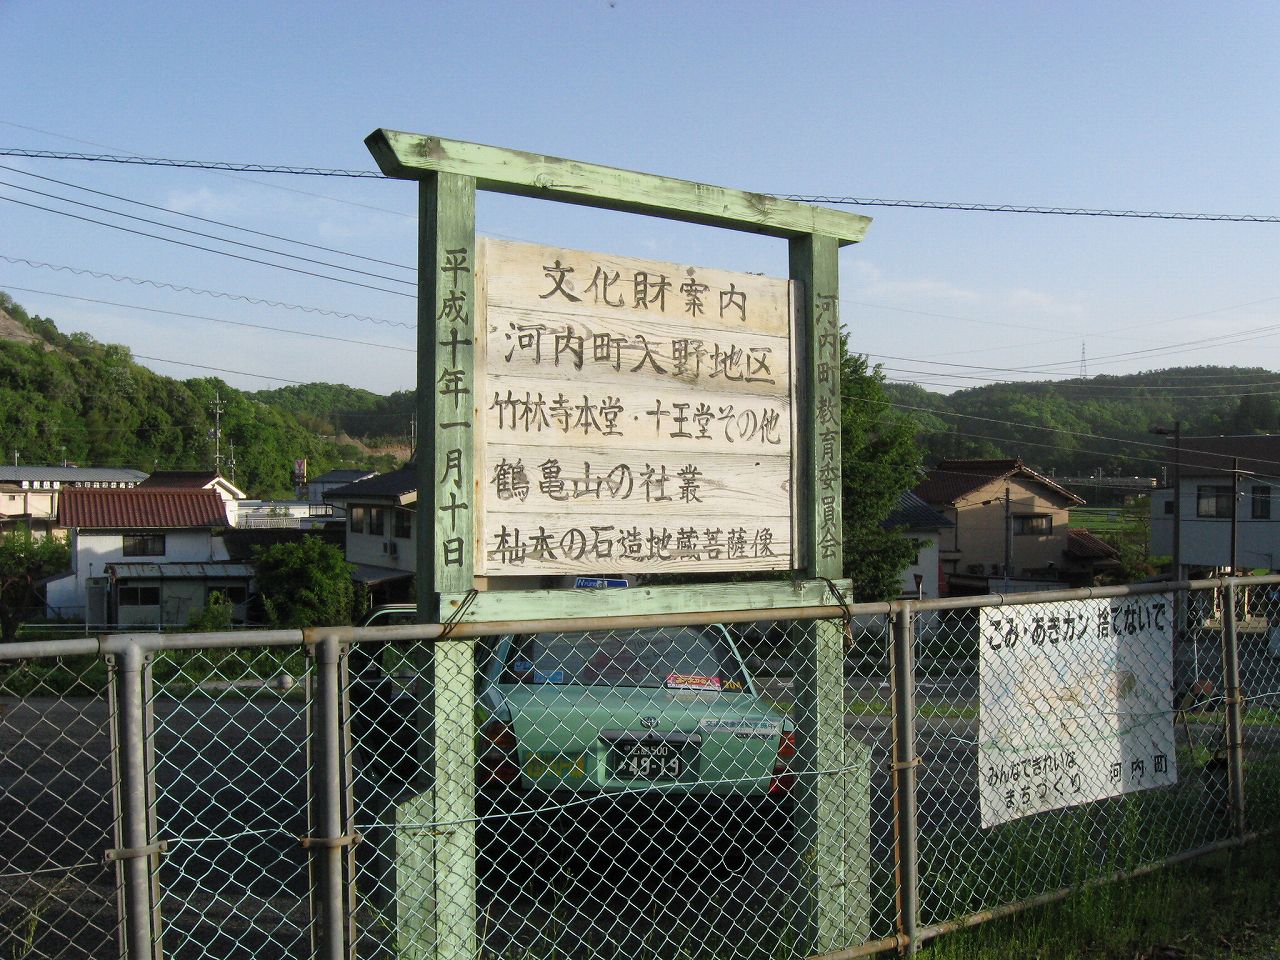 文化財案内
河内町入野地区
竹林寺本堂・十王堂その他
鶴亀山の社叢
杣木の石造地蔵菩薩像
平成十年一月十日
河内町教育委員会
ごみ・あきカン捨てないで
みんなできれいな
まちづくり
河内町
500
49-19